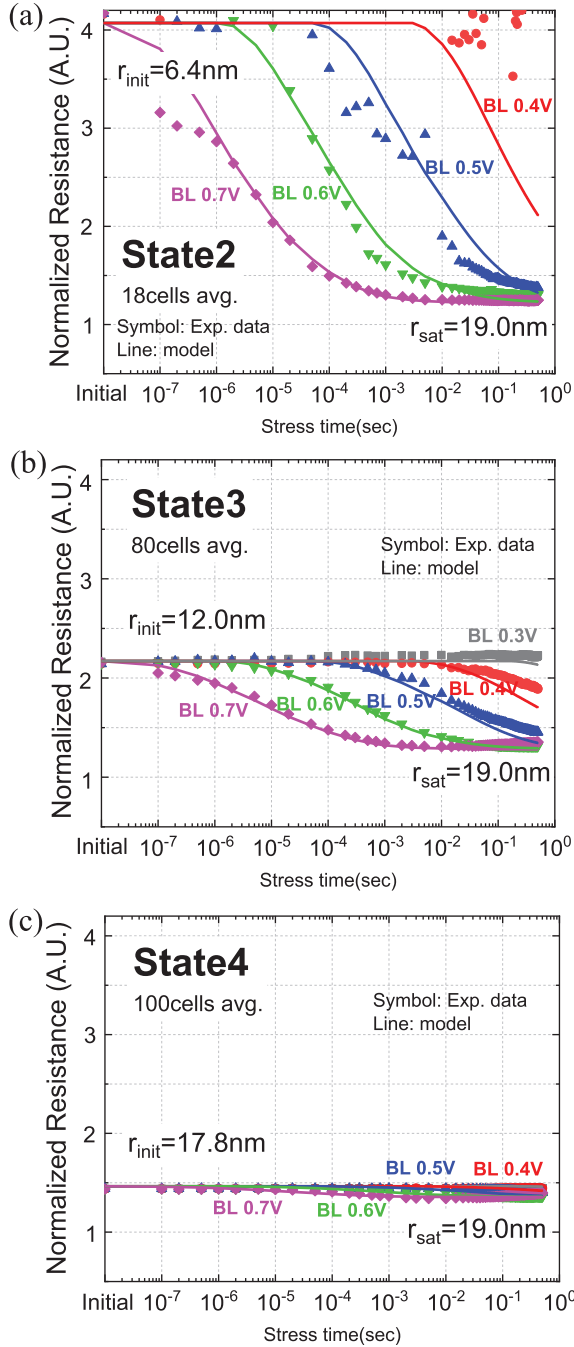 (a)
Normalized Resistance (A.U.)
4
3
2
1
r_init=6.4nm
BL 0.4V
BL 0.5V
BL 0.6V
BL 0.7V
State2
18cells avg.
Symbol: Exp. data
Line: model
r_sat=19.0nm
Initial 10^-7 10^-6 10^-5 10^-4 10^-3 10^-2 10^-1 10^0
Stress time(sec)
(b)
Normalized Resistance (A.U.)
4
3
2
1
State3
80cells avg.
Symbol: Exp. data
Line: model
r_init=12.0nm
BL 0.3V
BL 0.4V
BL 0.5V
BL 0.6V
BL 0.7V
r_sat=19.0nm
Initial 10^-7 10^-6 10^-5 10^-4 10^-3 10^-2 10^-1 10^0
Stress time(sec)
(c)
Normalized Resistance (A.U.)
4
3
2
1
State4
100cells avg.
Symbol: Exp. data
Line: model
r_init=17.8nm
BL 0.5V
BL 0.4V
BL 0.7V
BL 0.6V
r_sat=19.0nm
Initial 10^-7 10^-6 10^-5 10^-4 10^-3 10^-2 10^-1 10^0
Stress time(sec)